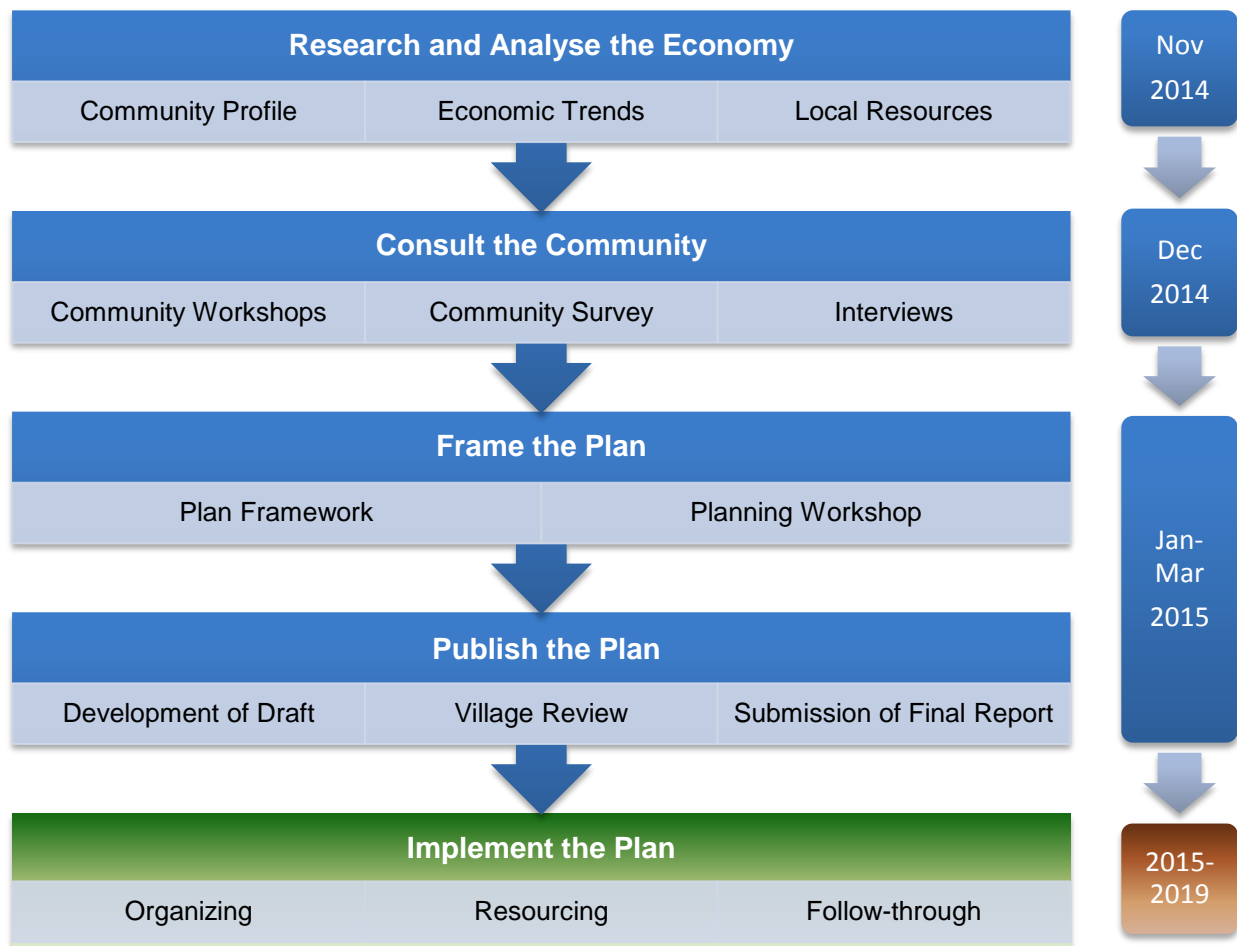 Research and Analyse the Economy
Community Profile
Economic Trends
Local Resources
Nov
2014
Consult the Community
Community Workshops
Community Survey
Interviews
Dec
2014
Frame the Plan
Plan Framework
Planning Workshop
Jan-
Mar
2015
Publish the Plan
Development of Draft
Village Review
Submission of Final Report
Implement the Plan
Organizing
Resourcing
Follow-through
2015-
2019